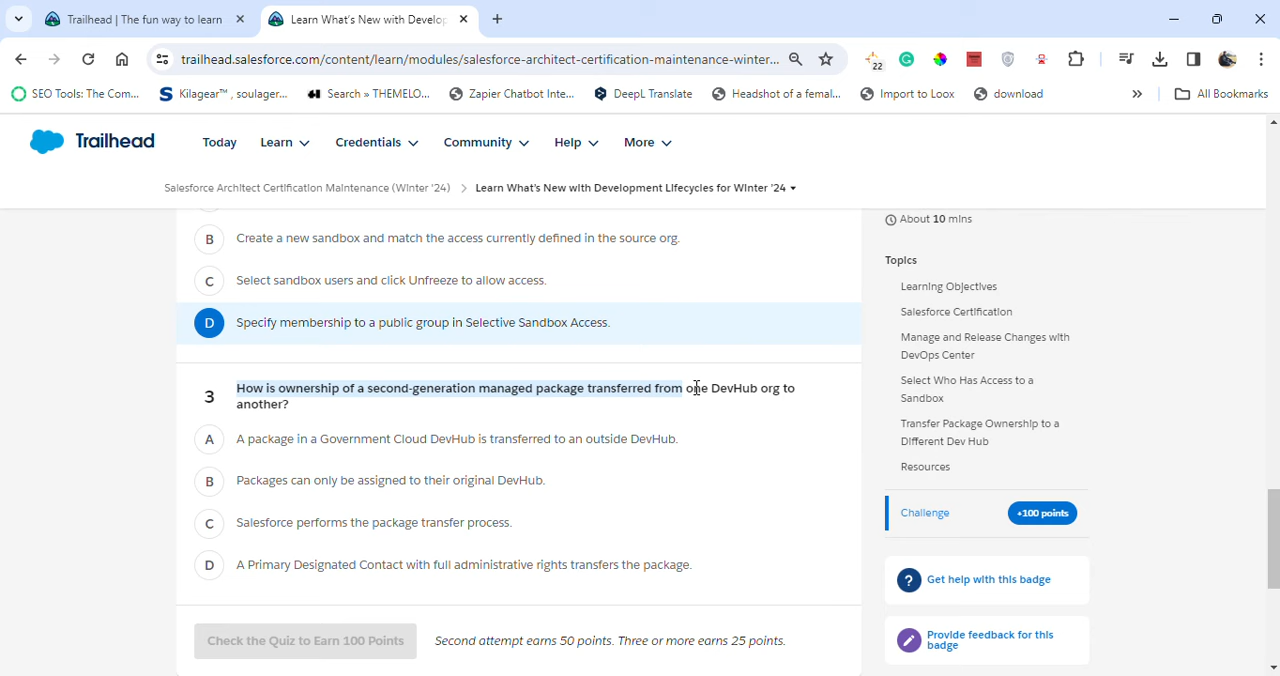 Trailhead | The fun way to learn
Learn What's New with Develop
trailhead.salesforce.com/content/learn/modules/salesforce-architect-certification-maintenance-winter...
22
SEO Tools: The Com...
Kilagear™ , soulager...
Search » THEMELO...
Zapier Chatbot Inte...
DeepL Translate
Headshot of a femal...
Import to Loox
download
»
All Bookmarks
Trailhead
Today
Learn
Credentials
Community
Help
More
Salesforce Architect Certification Maintenance (Winter '24)
Learn What's New with Development Lifecycles for Winter '24
B
Create a new sandbox and match the access currently defined in the source org.
C
Select sandbox users and click Unfreeze to allow access.
D
Specify membership to a public group in Selective Sandbox Access.
3
How is ownership of a second-generation managed package transferred from one DevHub org to
another?
A
A package in a Government Cloud DevHub is transferred to an outside DevHub.
B
Packages can only be assigned to their original DevHub.
C
Salesforce performs the package transfer process.
D
A Primary Designated Contact with full administrative rights transfers the package.
Check the Quiz to Earn 100 Points
Second attempt earns 50 points. Three or more earns 25 points.
About 10 mins
Topics
Learning Objectives
Salesforce Certification
Manage and Release Changes with
DevOps Center
Select Who Has Access to a
Sandbox
Transfer Package Ownership to a
Different Dev Hub
Resources
Challenge
+100 points
?
Get help with this badge
Provide feedback for this
badge